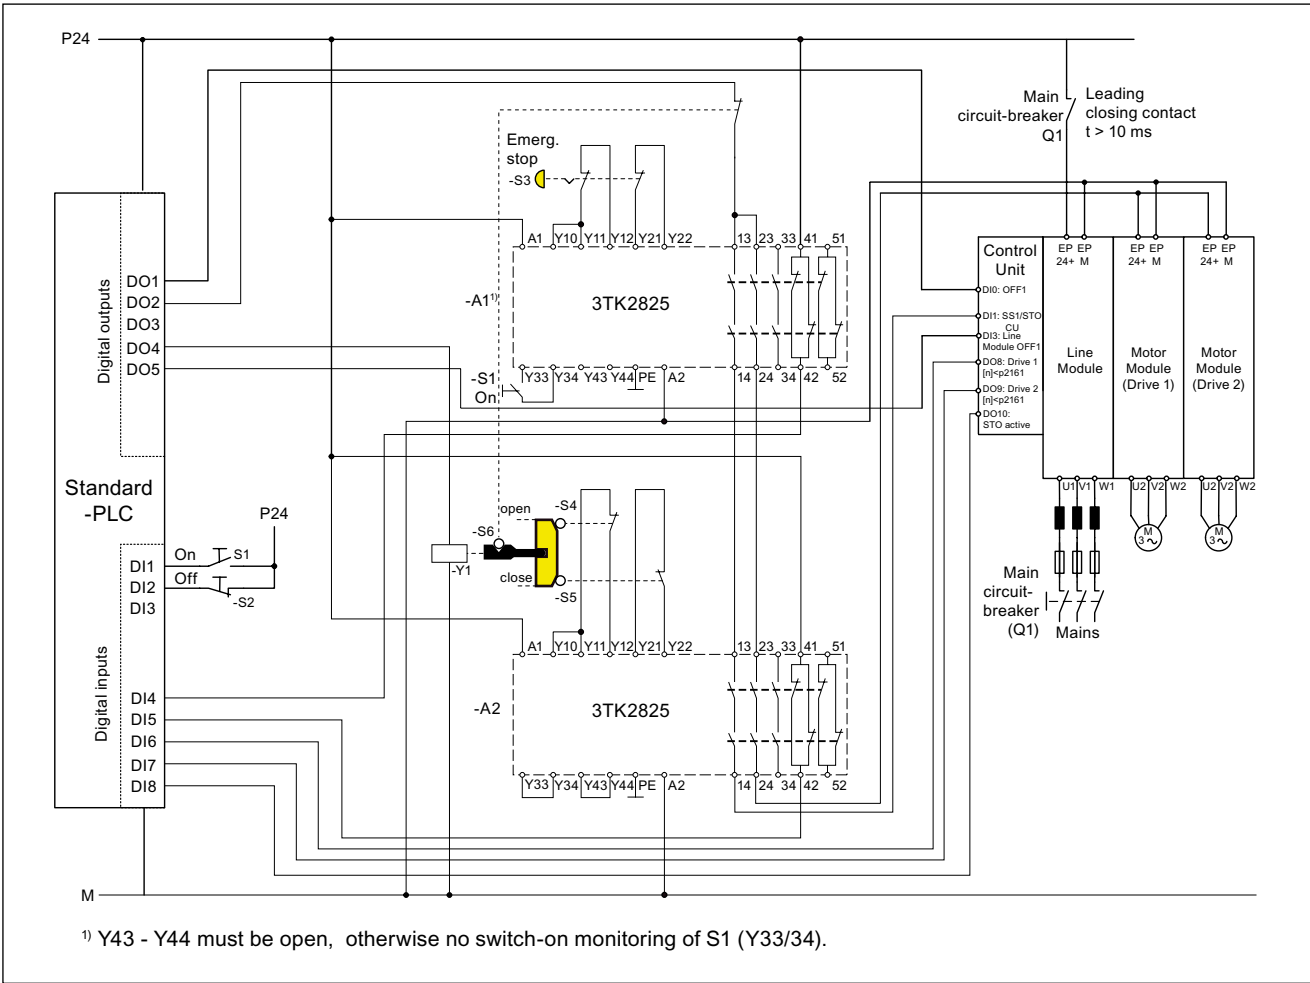 P24
Main
circuit-breaker
Q1
Leading
closing contact
t > 10 ms
Emerg.
stop
-S3
A1 Y10 Y11 Y12 Y21 Y22 13 23 33 41 51
-A1¹⁾
3TK2825
Y33 Y34 Y43 Y44 PE A2 14 24 34 42 52
-S1
On
Control
Unit
DI0: OFF1
DI1: SS1/STO
CU
DI3: Line
Module OFF1
DO8: Drive 1
[n]<p2161
DO9: Drive 2
[n]<p2161
DO10:
STO active
EP EP
24+ M
EP EP
24+ M
EP EP
24+ M
Line
Module
Motor
Module
(Drive 1)
Motor
Module
(Drive 2)
U1 V1 W1
U2 V2 W2
U2 V2 W2
M
3 ~
M
3 ~
Main
circuit-
breaker
(Q1)
Mains
Digital outputs
DO1
DO2
DO3
DO4
DO5
Standard
-PLC
P24
On S1
Off
-S2
Digital inputs
DI1
DI2
DI3
DI4
DI5
DI6
DI7
DI8
open
-S4
-S6
-Y1
close
-S5
A1 Y10 Y11 Y12 Y21 Y22 13 23 33 41 51
-A2
3TK2825
Y33 Y34 Y43 Y44 PE A2 14 24 34 42 52
M
¹⁾ Y43 - Y44 must be open, otherwise no switch-on monitoring of S1 (Y33/34).